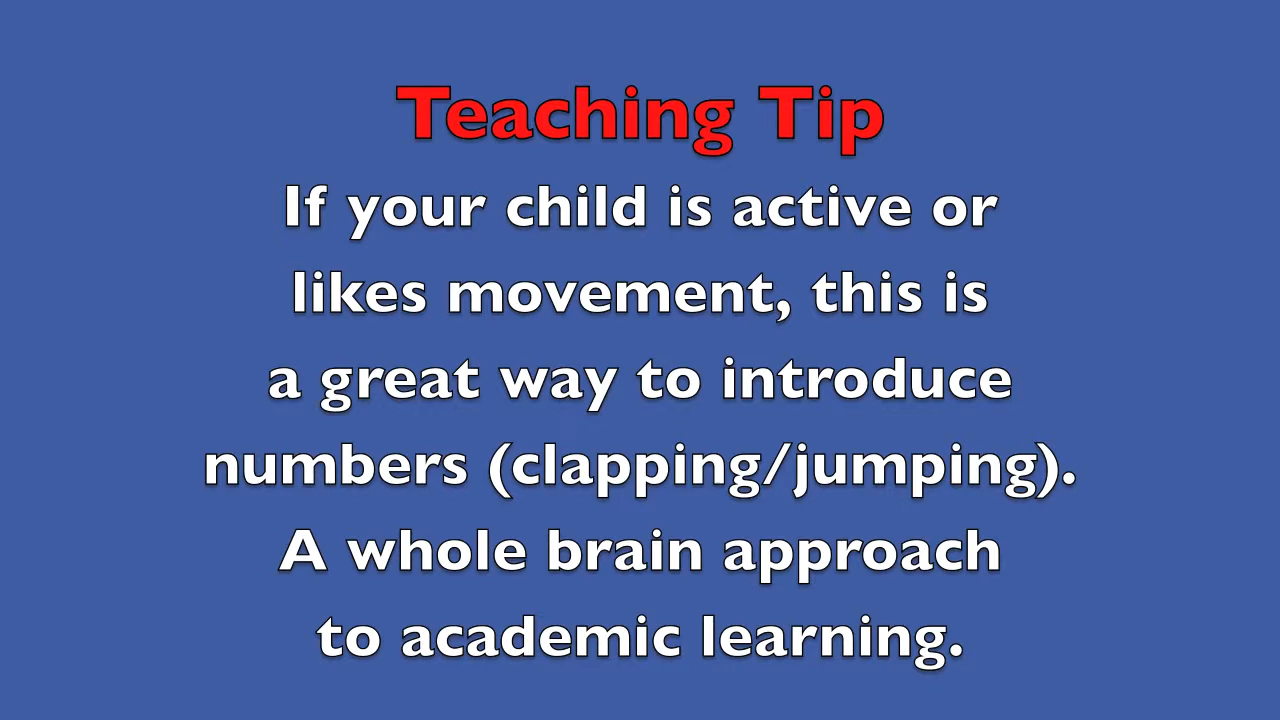 Teaching Tip
If your child is active or
likes movement, this is
a great way to introduce
numbers (clapping/jumping).
A whole brain approach
to academic learning.